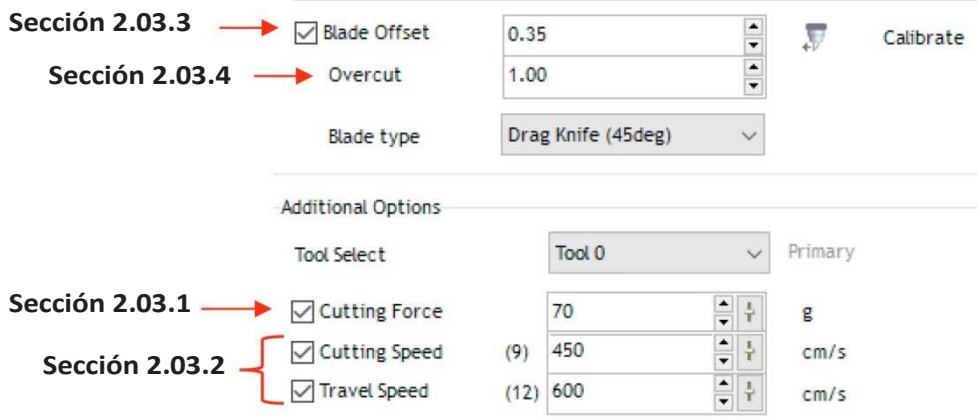 Sección 2.03.3 Blade Offset 0.35 Calibrate
Sección 2.03.4 Overcut 1.00
Blade type Drag Knife (45deg)
Additional Options
Tool Select Tool 0 Primary
Sección 2.03.1 Cutting Force 70 g
Cutting Speed (9) 450 cm/s
Sección 2.03.2
Travel Speed (12) 600 cm/s